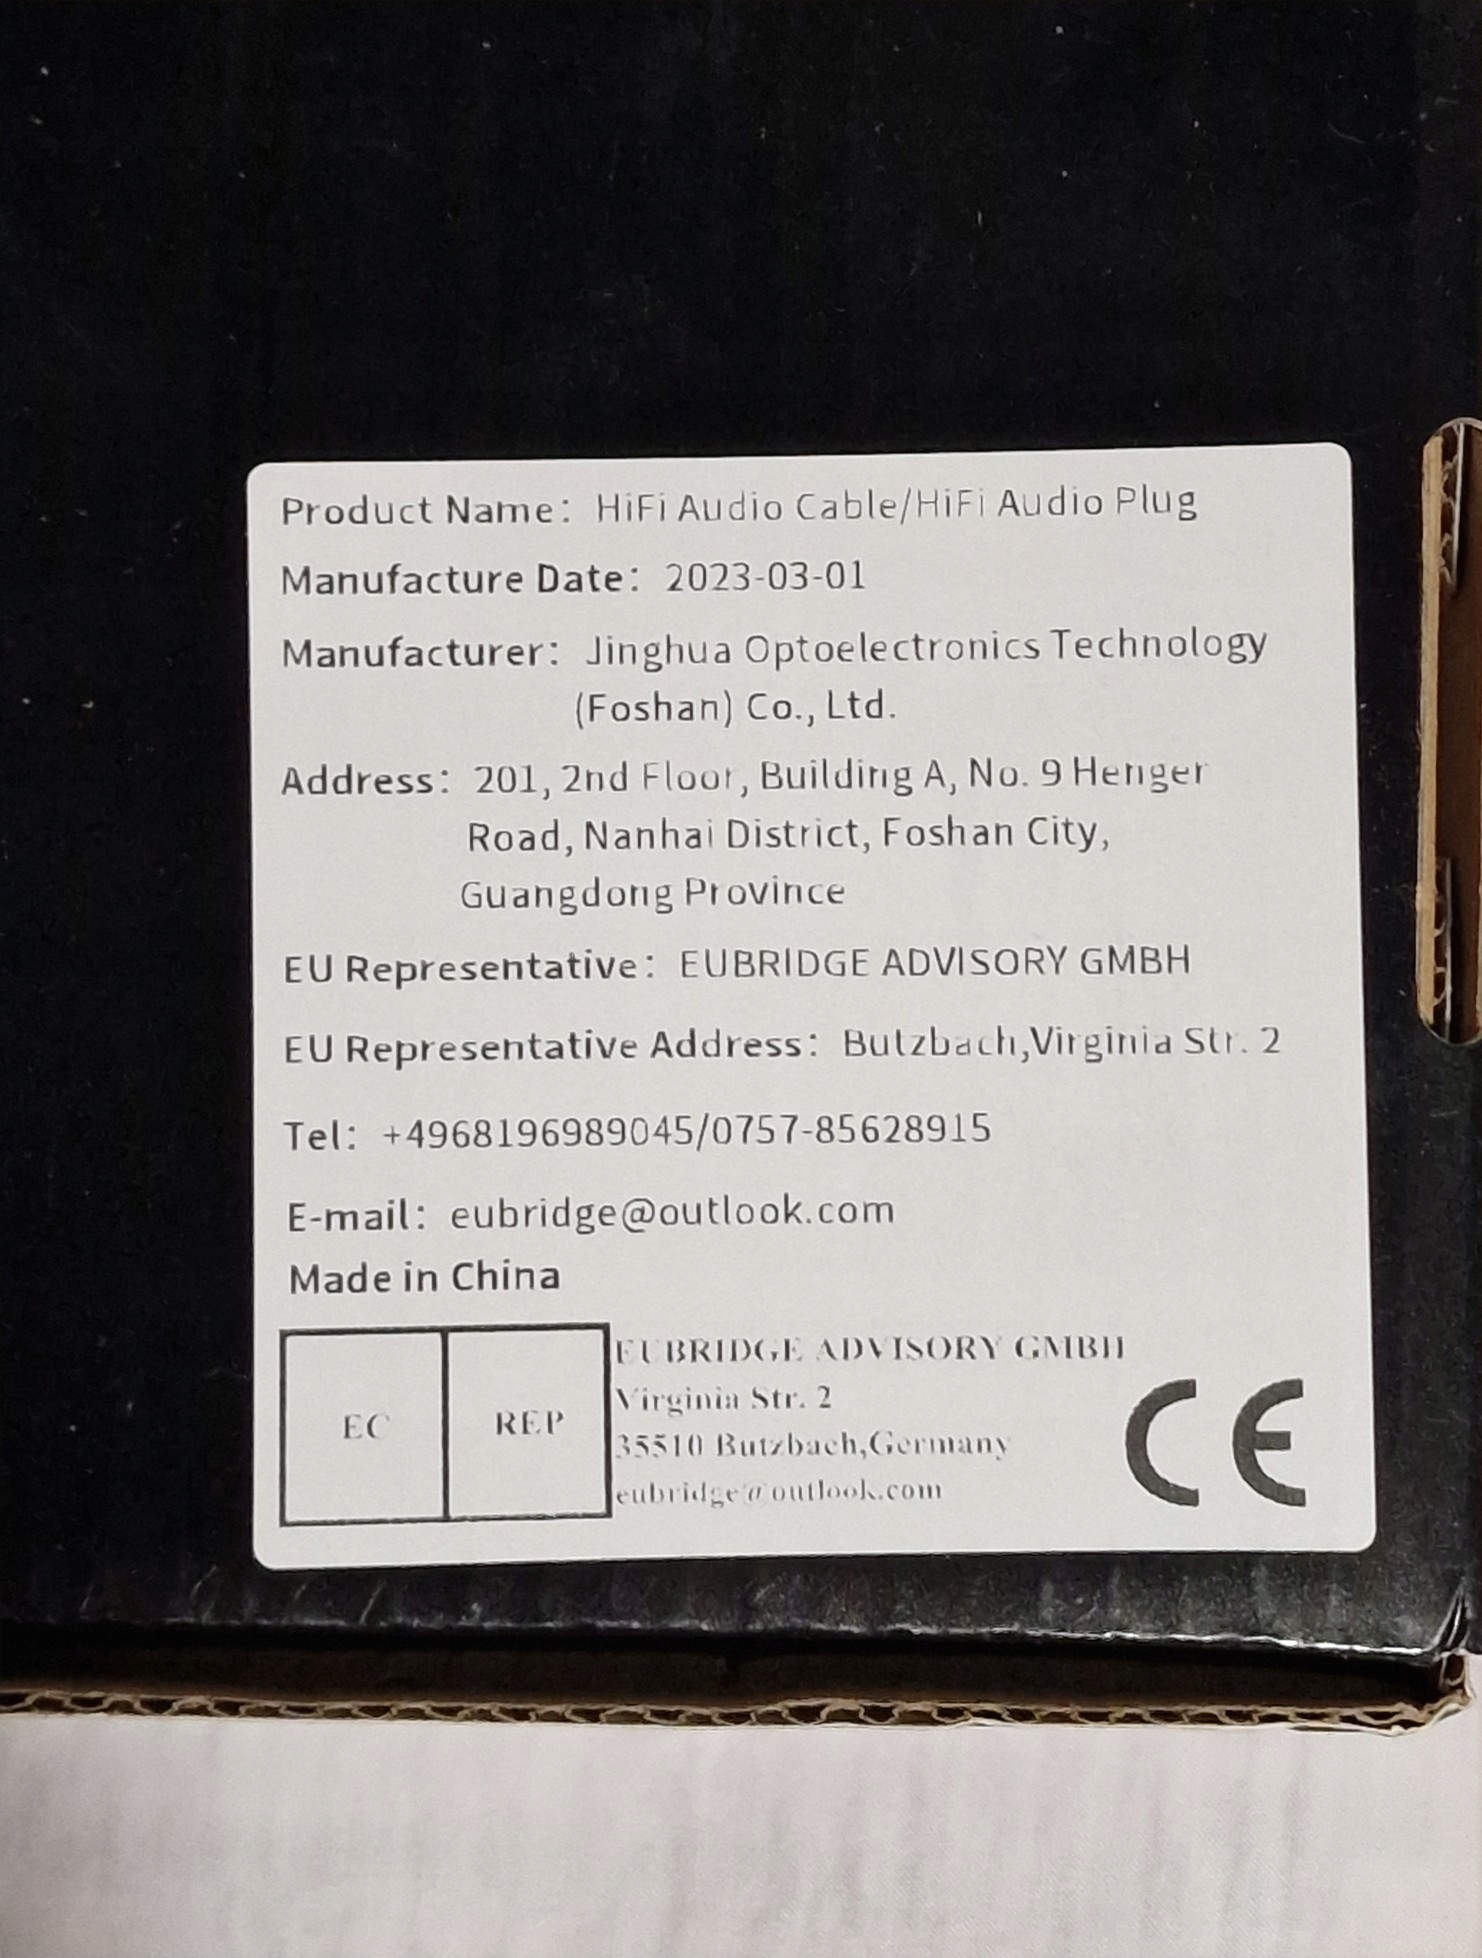 Product Name: HiFi Audio Cable/HiFi Audio Plug
Manufacture Date: 2023-03-01
Manufacturer: Jinghua Optoelectronics Technology
(Foshan) Co., Ltd.
Address: 201, 2nd Floor, Building A, No. 9 Henger
Road, Nanhai District, Foshan City,
Guangdong Province
EU Representative: EUBRIDGE ADVISORY GMBH
EU Representative Address: Butzbach,Virginia Str. 2
Tel: +4968196989045/0757-85628915
E-mail: eubridge@outlook.com
Made in China
EC REP
EUBRIDGE ADVISORY GMBH
Virginia Str. 2
35510 Butzbach,Germany
eubridge@outlook.com
CE